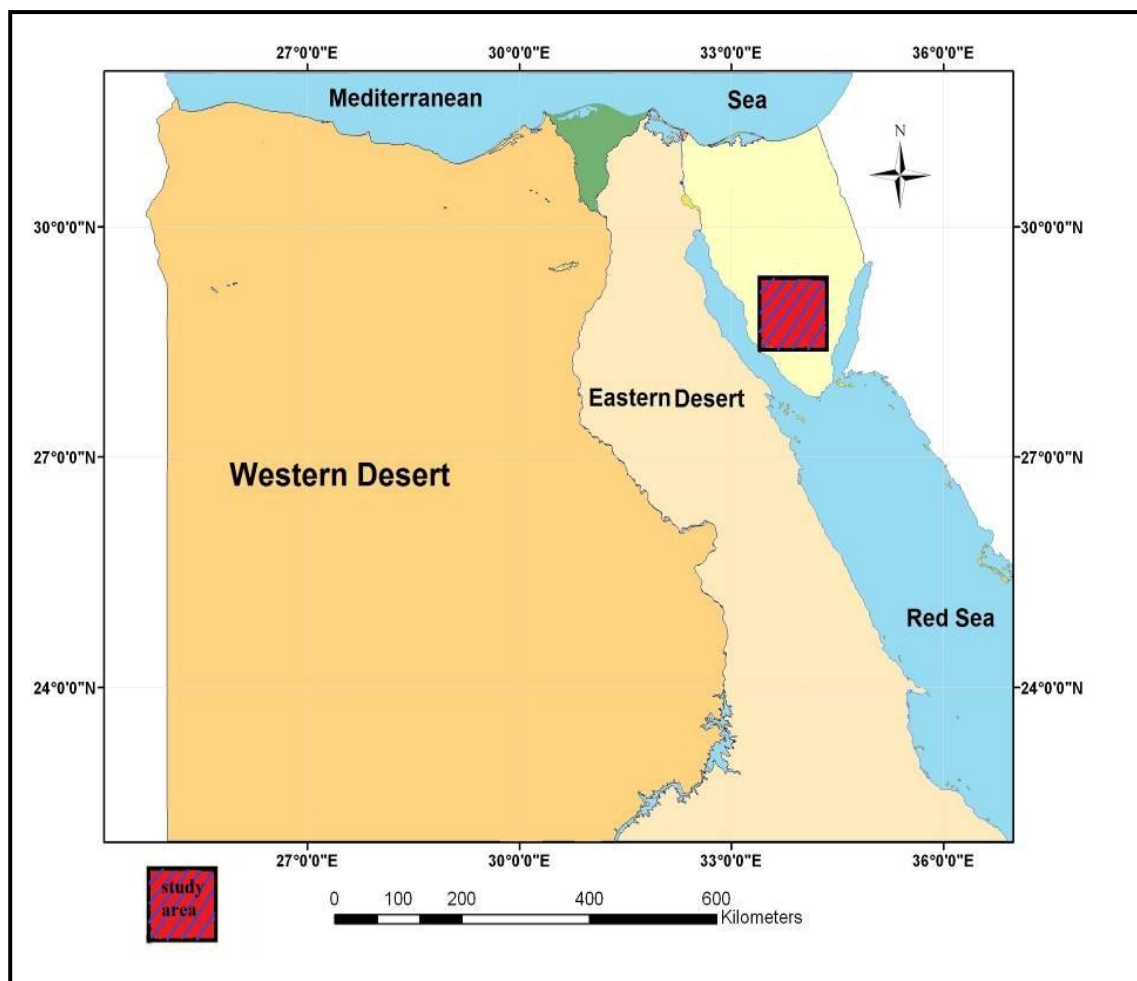 27°0'0"E 30°0'0"E 33°0'0"E 36°0'0"E
Mediterranean Sea
N
30°0'0"N 30°0'0"N
Eastern Desert
27°0'0"N 27°0'0"N
Western Desert
Red Sea
24°0'0"N 24°0'0"N
27°0'0"E 30°0'0"E 33°0'0"E 36°0'0"E
study
area
0 100 200 400 600
Kilometers